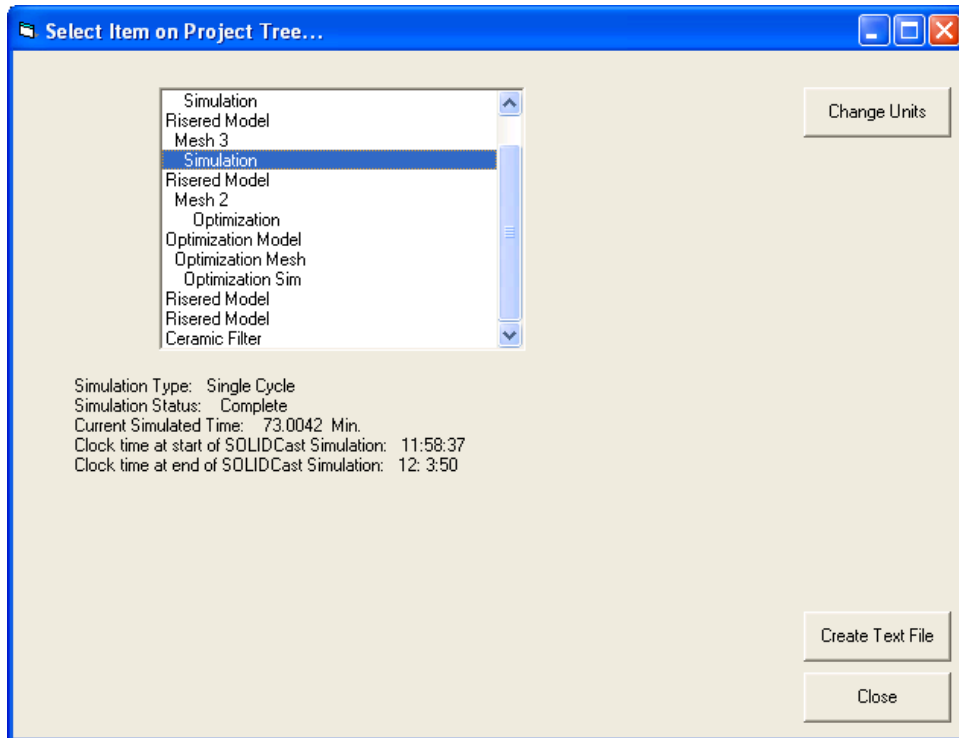 Select Item on Project Tree...
Simulation
Risered Model
Mesh 3
Simulation
Risered Model
Mesh 2
Optimization
Optimization Model
Optimization Mesh
Optimization Sim
Risered Model
Risered Model
Ceramic Filter
Change Units
Simulation Type: Single Cycle
Simulation Status: Complete
Current Simulated Time: 73.0042 Min.
Clock time at start of SOLIDCast Simulation: 11:58:37
Clock time at end of SOLIDCast Simulation: 12: 3:50
Create Text File
Close